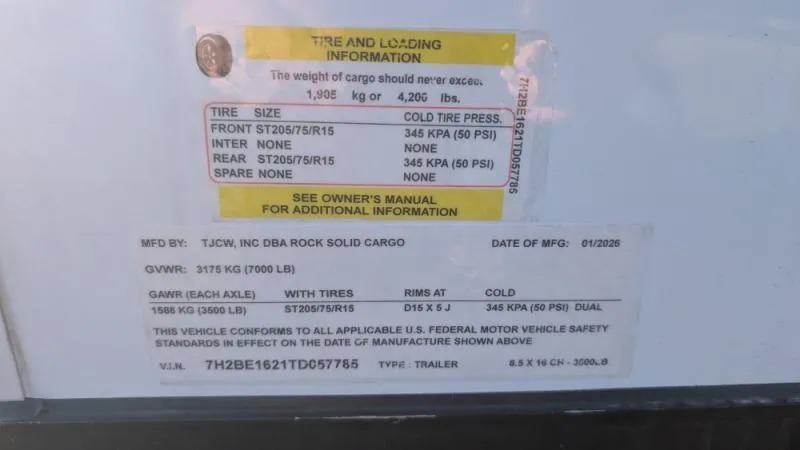 TIRE AND LOADING
INFORMATION
The weight of cargo should never exceed
1,905 kg or 4,200 lbs.
TIRE SIZE COLD TIRE PRESS.
FRONT ST205/75/R15 345 KPA (50 PSI)
INTER NONE NONE
REAR ST205/75/R15 345 KPA (50 PSI)
SPARE NONE NONE
SEE OWNER'S MANUAL
FOR ADDITIONAL INFORMATION
7H2BE1621TD057785
MFD BY: TJCW, INC DBA ROCK SOLID CARGO DATE OF MFG: 01/2026
GVWR: 3175 KG (7000 LB)
GAWR (EACH AXLE) WITH TIRES RIMS AT COLD
1588 KG (3500 LB) ST205/75/R15 D15 X 5 J 345 KPA (50 PSI) DUAL
THIS VEHICLE CONFORMS TO ALL APPLICABLE U.S. FEDERAL MOTOR VEHICLE SAFETY
STANDARDS IN EFFECT ON THE DATE OF MANUFACTURE SHOWN ABOVE
V.I.N. 7H2BE1621TD057785 TYPE: TRAILER 8.5 X 16 CH - 3500LB